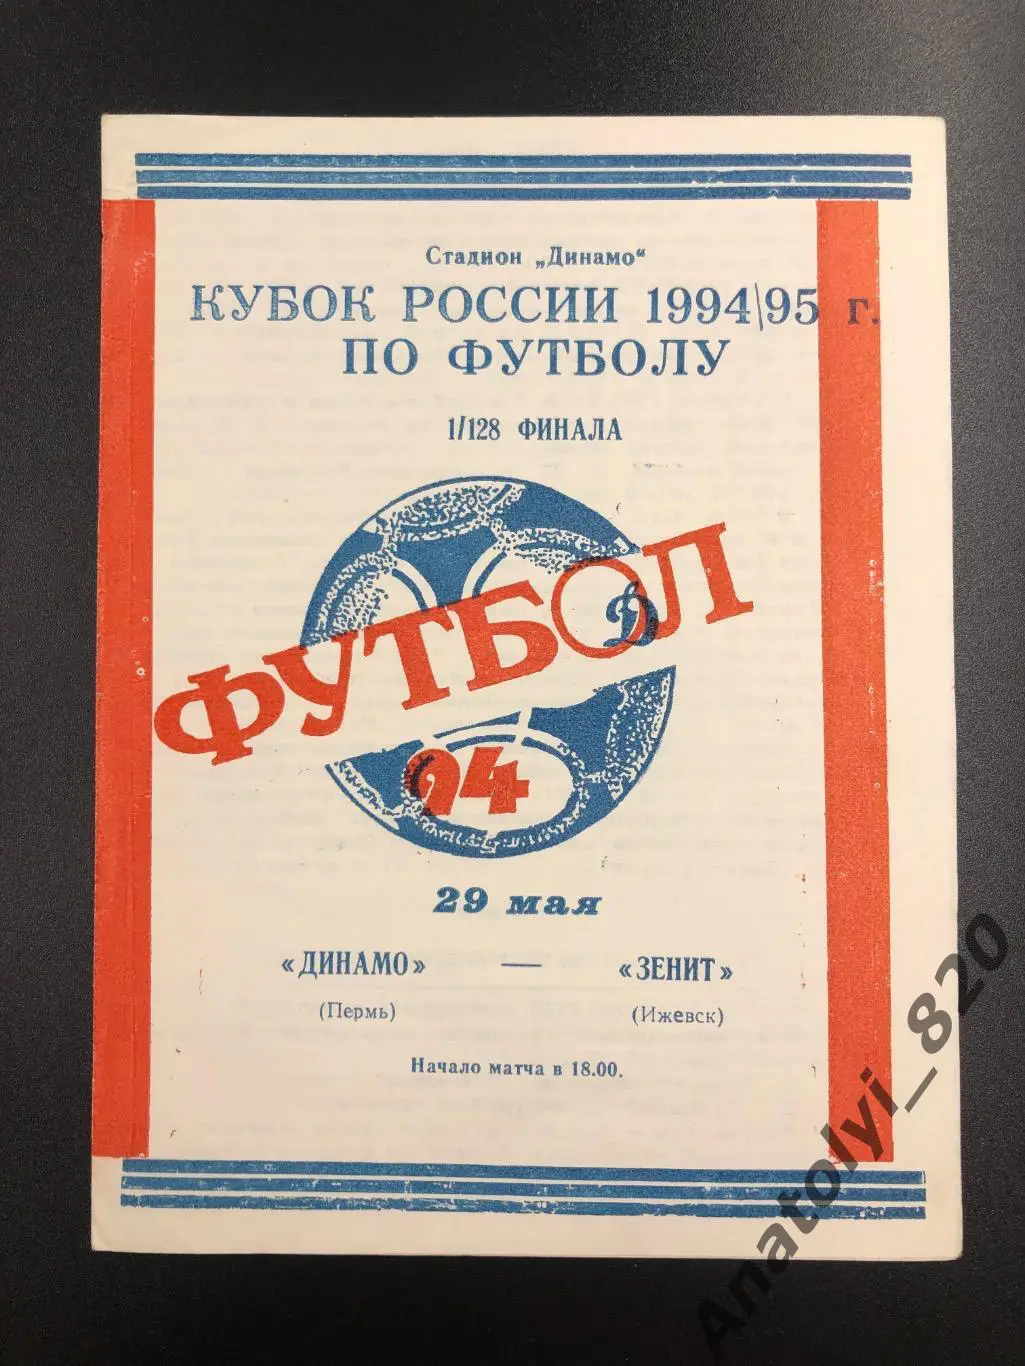 Стадион „Динамо“
КУБОК РОССИИ 1994/95 г.
ПО ФУТБОЛУ
1/128 ФИНАЛА
ФУТБОЛ
Д
94
29 мая
«ДИНАМО» — «ЗЕНИТ»
(Пермь) (Ижевск)
Начало матча в 18.00.
Anatolyi_820